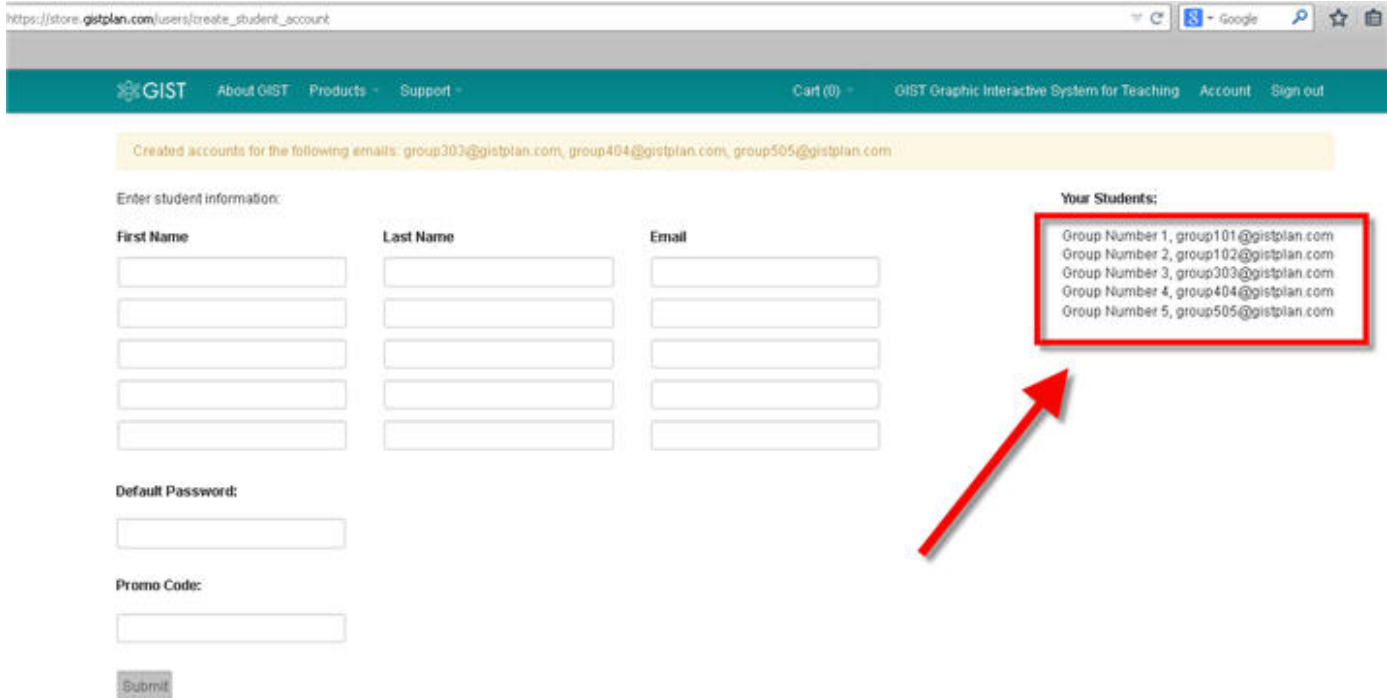 https://store.gistplan.com/users/create_student_account
Google
GIST
About GIST
Products
Support
Cart (0)
GIST Graphic Interactive System for Teaching
Account
Sign out
Created accounts for the following emails: group303@gistplan.com, group404@gistplan.com, group505@gistplan.com
Enter student information:
Your Students:
First Name
Last Name
Email
Group Number 1, group101@gistplan.com
Group Number 2, group102@gistplan.com
Group Number 3, group303@gistplan.com
Group Number 4, group404@gistplan.com
Group Number 5, group505@gistplan.com
Default Password:
Promo Code:
Submit